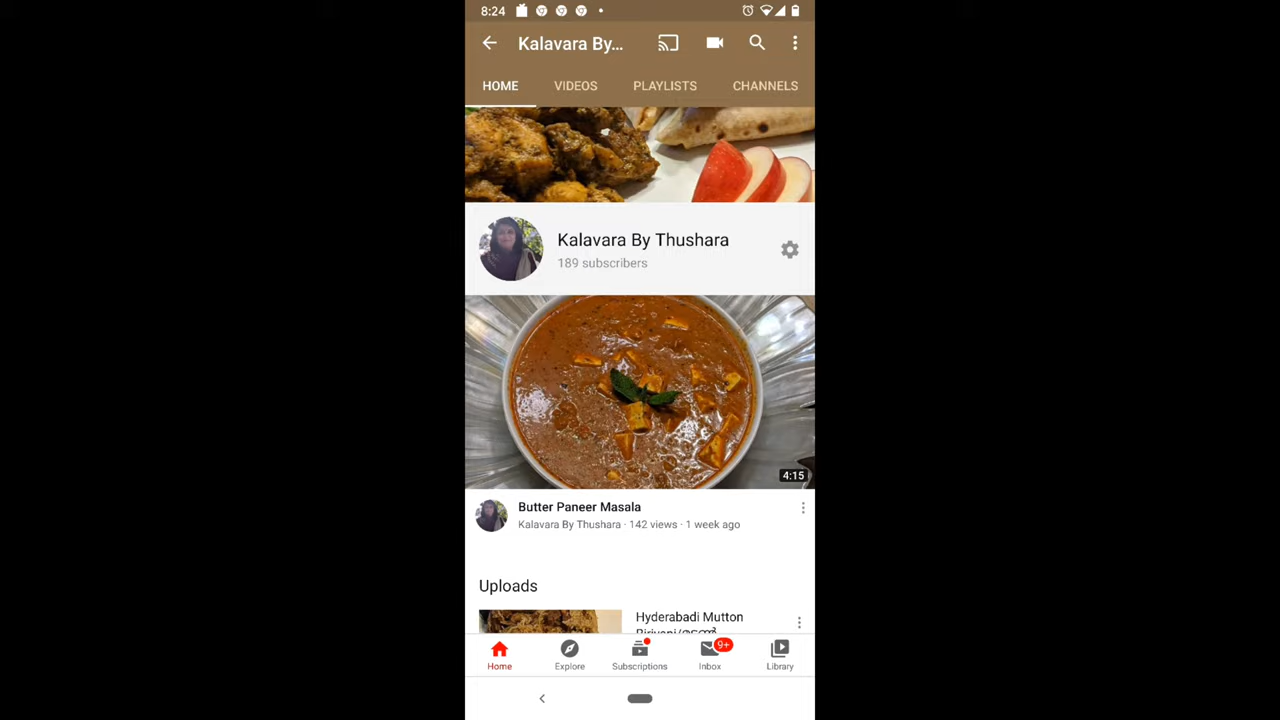 8:24
Kalavara By...
HOME VIDEOS PLAYLISTS CHANNELS
Kalavara By Thushara
189 subscribers
4:15
Butter Paneer Masala
Kalavara By Thushara · 142 views · 1 week ago
Uploads
Hyderabadi Mutton
9+
Home Explore Subscriptions Inbox Library